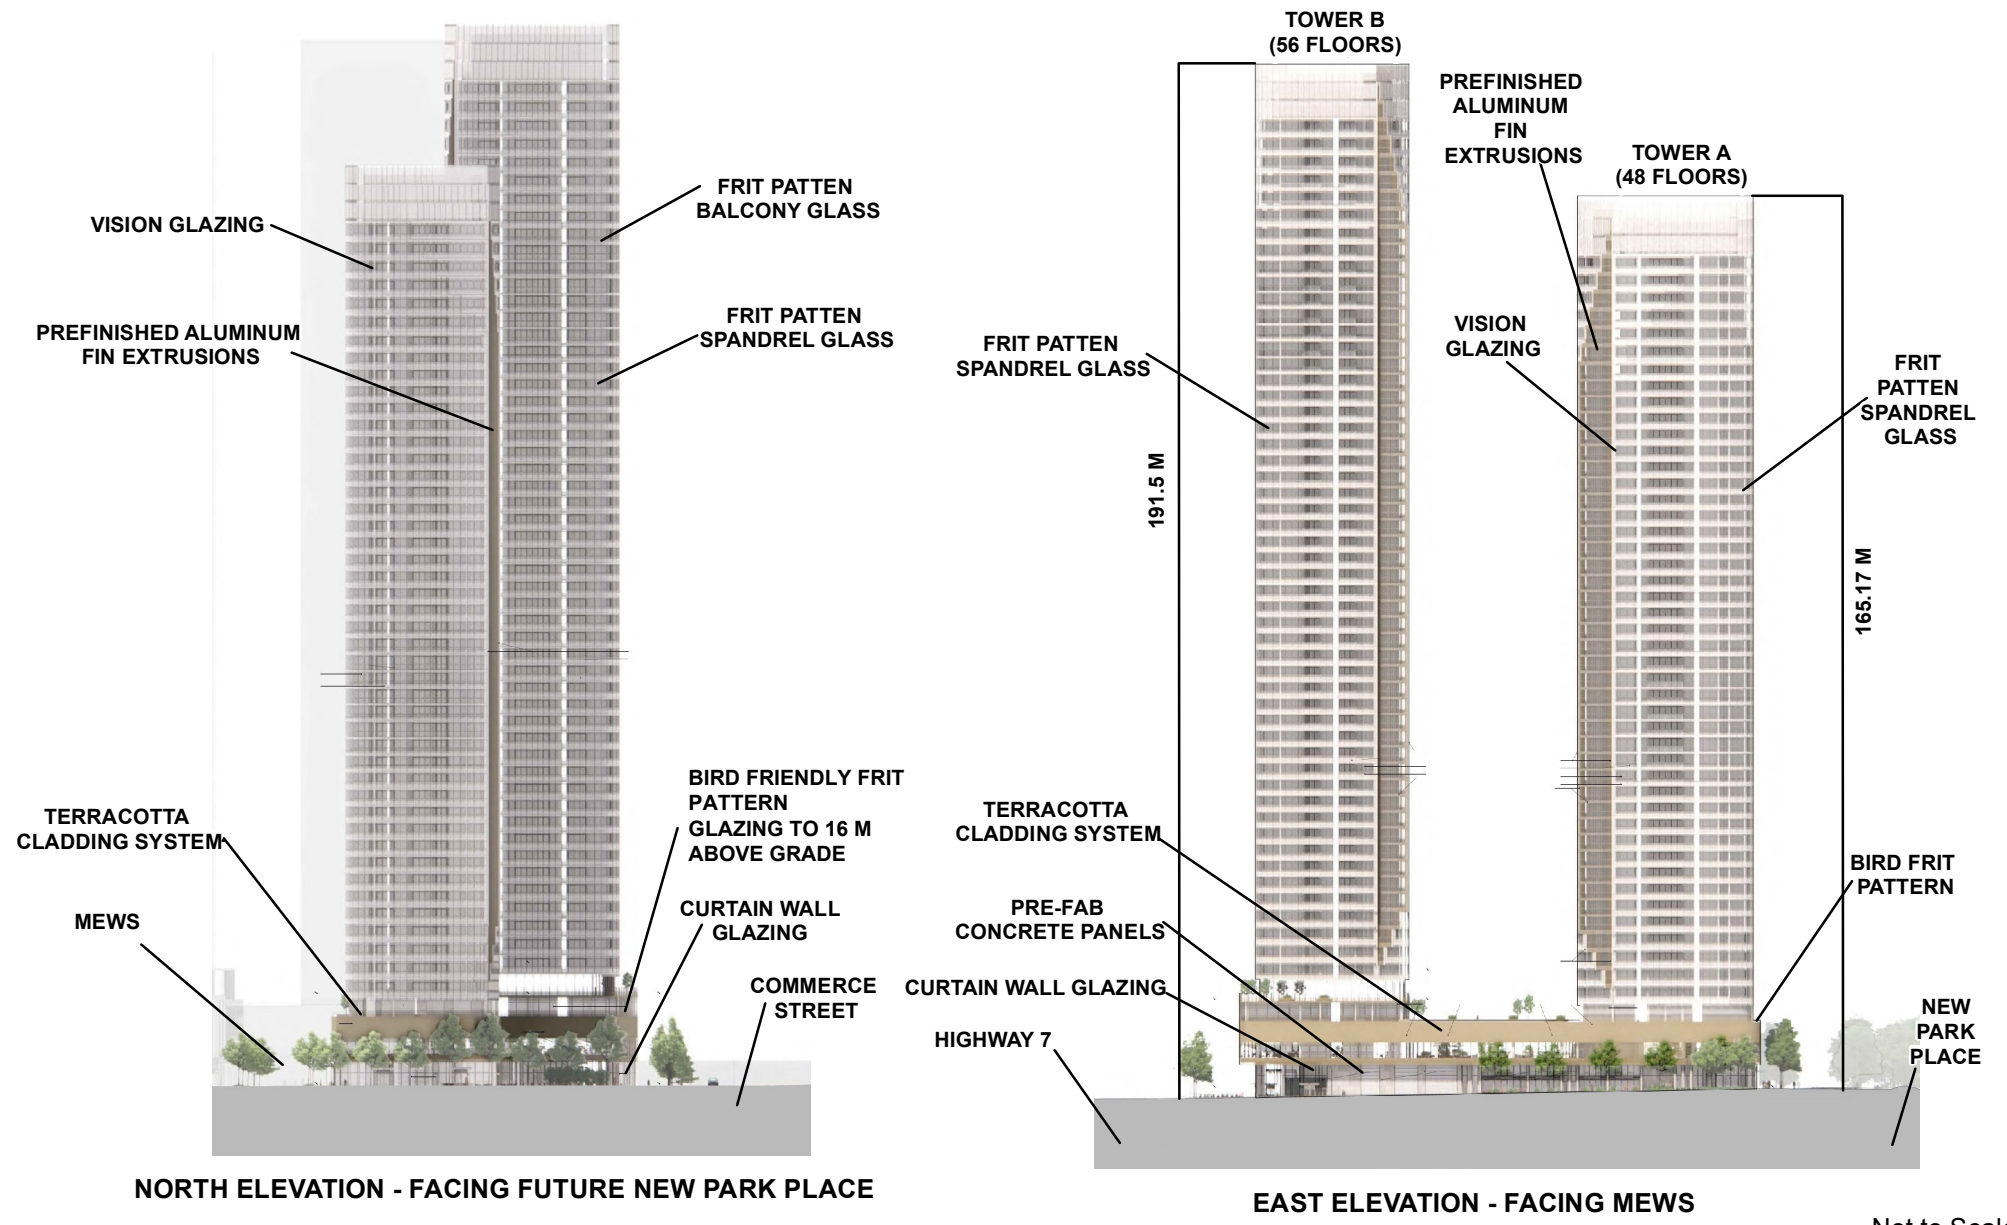 VISION GLAZING
PREFINISHED ALUMINUM
FIN EXTRUSIONS
TERRACOTTA
CLADDING SYSTEM
MEWS
FRIT PATTEN
BALCONY GLASS
FRIT PATTEN
SPANDREL GLASS
BIRD FRIENDLY FRIT
PATTERN
GLAZING TO 16 M
ABOVE GRADE
CURTAIN WALL
GLAZING
COMMERCE
STREET
NORTH ELEVATION - FACING FUTURE NEW PARK PLACE
TOWER B
(56 FLOORS)
PREFINISHED
ALUMINUM
FIN
EXTRUSIONS
TOWER A
(48 FLOORS)
FRIT PATTEN
SPANDREL GLASS
VISION
GLAZING
FRIT
PATTEN
SPANDREL
GLASS
191.5 M
165.17 M
TERRACOTTA
CLADDING SYSTEM
PRE-FAB
CONCRETE PANELS
CURTAIN WALL GLAZING
HIGHWAY 7
BIRD FRIT
PATTERN
NEW
PARK
PLACE
EAST ELEVATION - FACING MEWS
Not to